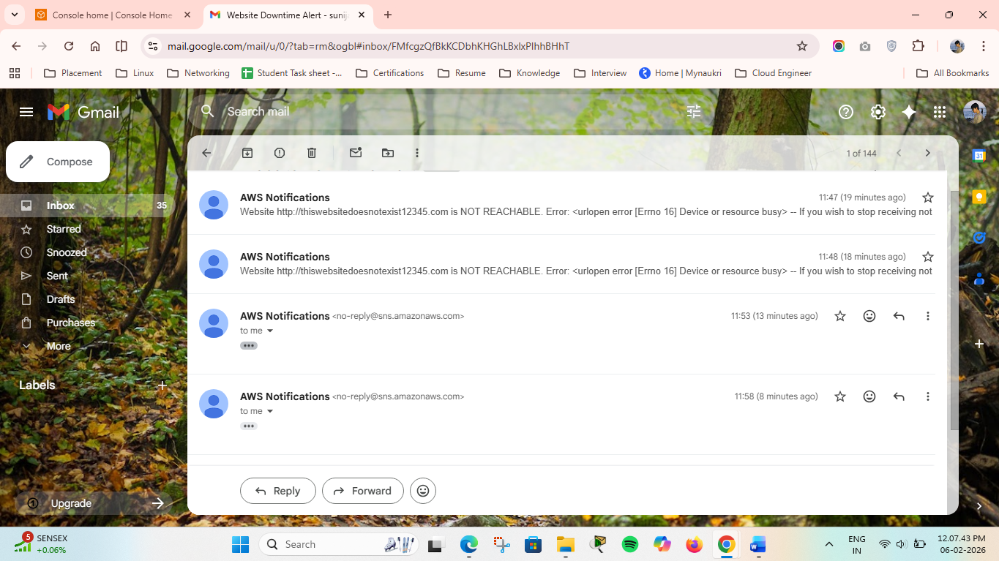 Console home | Console Home
Website Downtime Alert - sunij
mail.google.com/mail/u/0/?tab=rm&ogbl#inbox/FMfcgzQfBkKCDbhKHGhLBxlxPlhhBHhT
Placement
Linux
Networking
Student Task sheet -...
Certifications
Resume
Knowledge
Interview
Home | Mynaukri
Cloud Engineer
All Bookmarks
Gmail
Search mail
Compose
1 of 144
Inbox 35
Starred
Snoozed
Sent
Drafts
Purchases
More
Labels
Upgrade
AWS Notifications
11:47 (19 minutes ago)
Website http://thiswebsitedoesnotexist12345.com is NOT REACHABLE. Error: <urlopen error [Errno 16] Device or resource busy> -- If you wish to stop receiving not
AWS Notifications
11:48 (18 minutes ago)
Website http://thiswebsitedoesnotexist12345.com is NOT REACHABLE. Error: <urlopen error [Errno 16] Device or resource busy> -- If you wish to stop receiving not
AWS Notifications <no-reply@sns.amazonaws.com>
11:53 (13 minutes ago)
to me
AWS Notifications <no-reply@sns.amazonaws.com>
11:58 (8 minutes ago)
to me
Reply
Forward
31
5
SENSEX
+0.06%
Search
ENG
IN
12.07.43 PM
06-02-2026